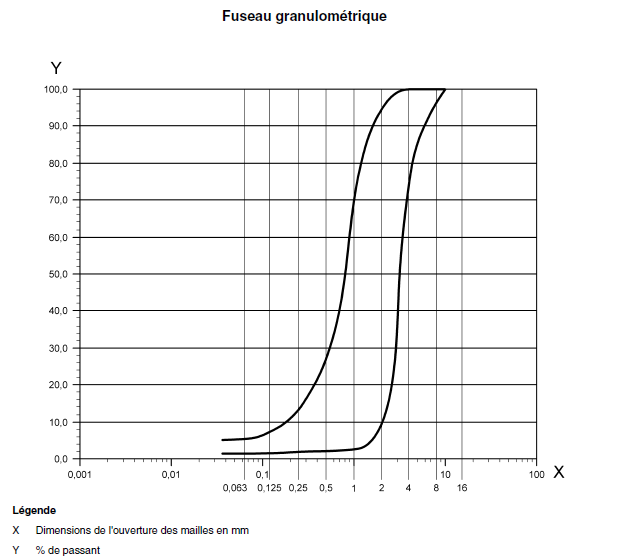 Fuseau granulométrique
Y
100,0
90,0
80,0
70,0
60,0
50,0
40,0
30,0
20,0
10,0
0,0
0,001 0,01 0,1 1 10 100 X
0,063 0,125 0,25 0,5 1 2 4 8 16
Légende
X Dimensions de l'ouverture des mailles en mm
Y % de passant